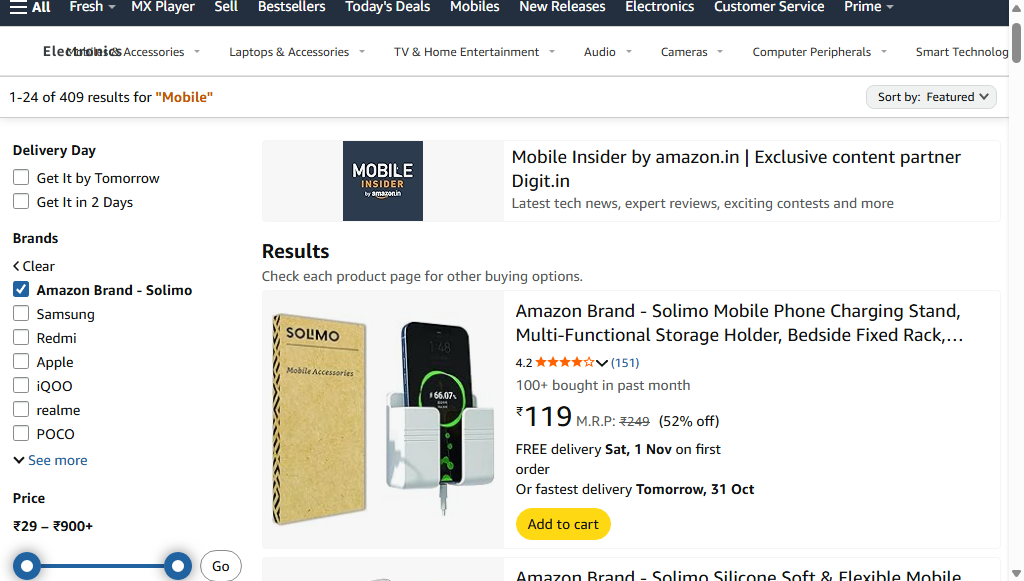 All Fresh MX Player Sell Bestsellers Today's Deals Mobiles New Releases Electronics Customer Service Prime
Electronics Mobiles & Accessories Laptops & Accessories TV & Home Entertainment Audio Cameras Computer Peripherals Smart Technolog
1-24 of 409 results for "Mobile"
Sort by: Featured
Delivery Day
Get It by Tomorrow
Get It in 2 Days
Brands
Clear
Amazon Brand - Solimo
Samsung
Redmi
Apple
iQOO
realme
POCO
See more
Price
₹29 – ₹900+
Go
MOBILE
INSIDER
by amazon.in
Mobile Insider by amazon.in | Exclusive content partner
Digit.in
Latest tech news, expert reviews, exciting contests and more
Results
Check each product page for other buying options.
SOLIMO
Mobile Accessories
1:48
66.07%
Amazon Brand - Solimo Mobile Phone Charging Stand,
Multi-Functional Storage Holder, Bedside Fixed Rack,…
4.2 (151)
100+ bought in past month
₹119 M.R.P: ₹249 (52% off)
FREE delivery Sat, 1 Nov on first
order
Or fastest delivery Tomorrow, 31 Oct
Add to cart
Amazon Brand - Solimo Silicone Soft & Flexible Mobile